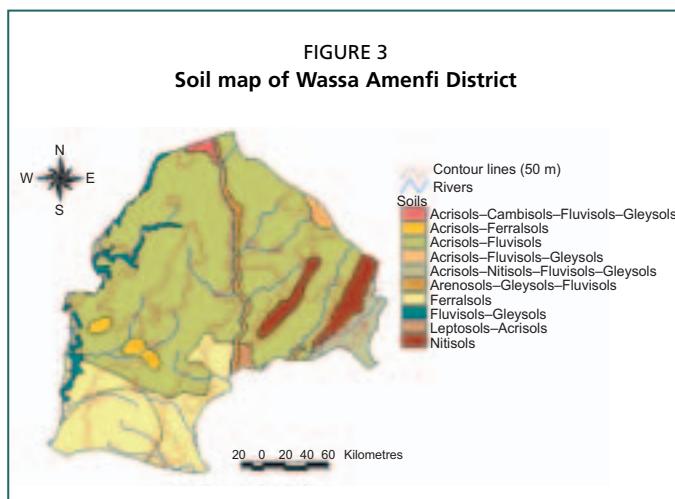 FIGURE 3
Soil map of Wassa Amenfi District
N
W E
S
Contour lines (50 m)
Rivers
Soils
Acrisols–Cambisols–Fluvisols–Gleysols
Acrisols–Ferralsols
Acrisols–Fluvisols
Acrisols–Fluvisols–Gleysols
Acrisols–Nitisols–Fluvisols–Gleysols
Arenosols–Gleysols–Fluvisols
Ferralsols
Fluvisols–Gleysols
Leptosols–Acrisols
Nitisols
20 0 20 40 60 Kilometres